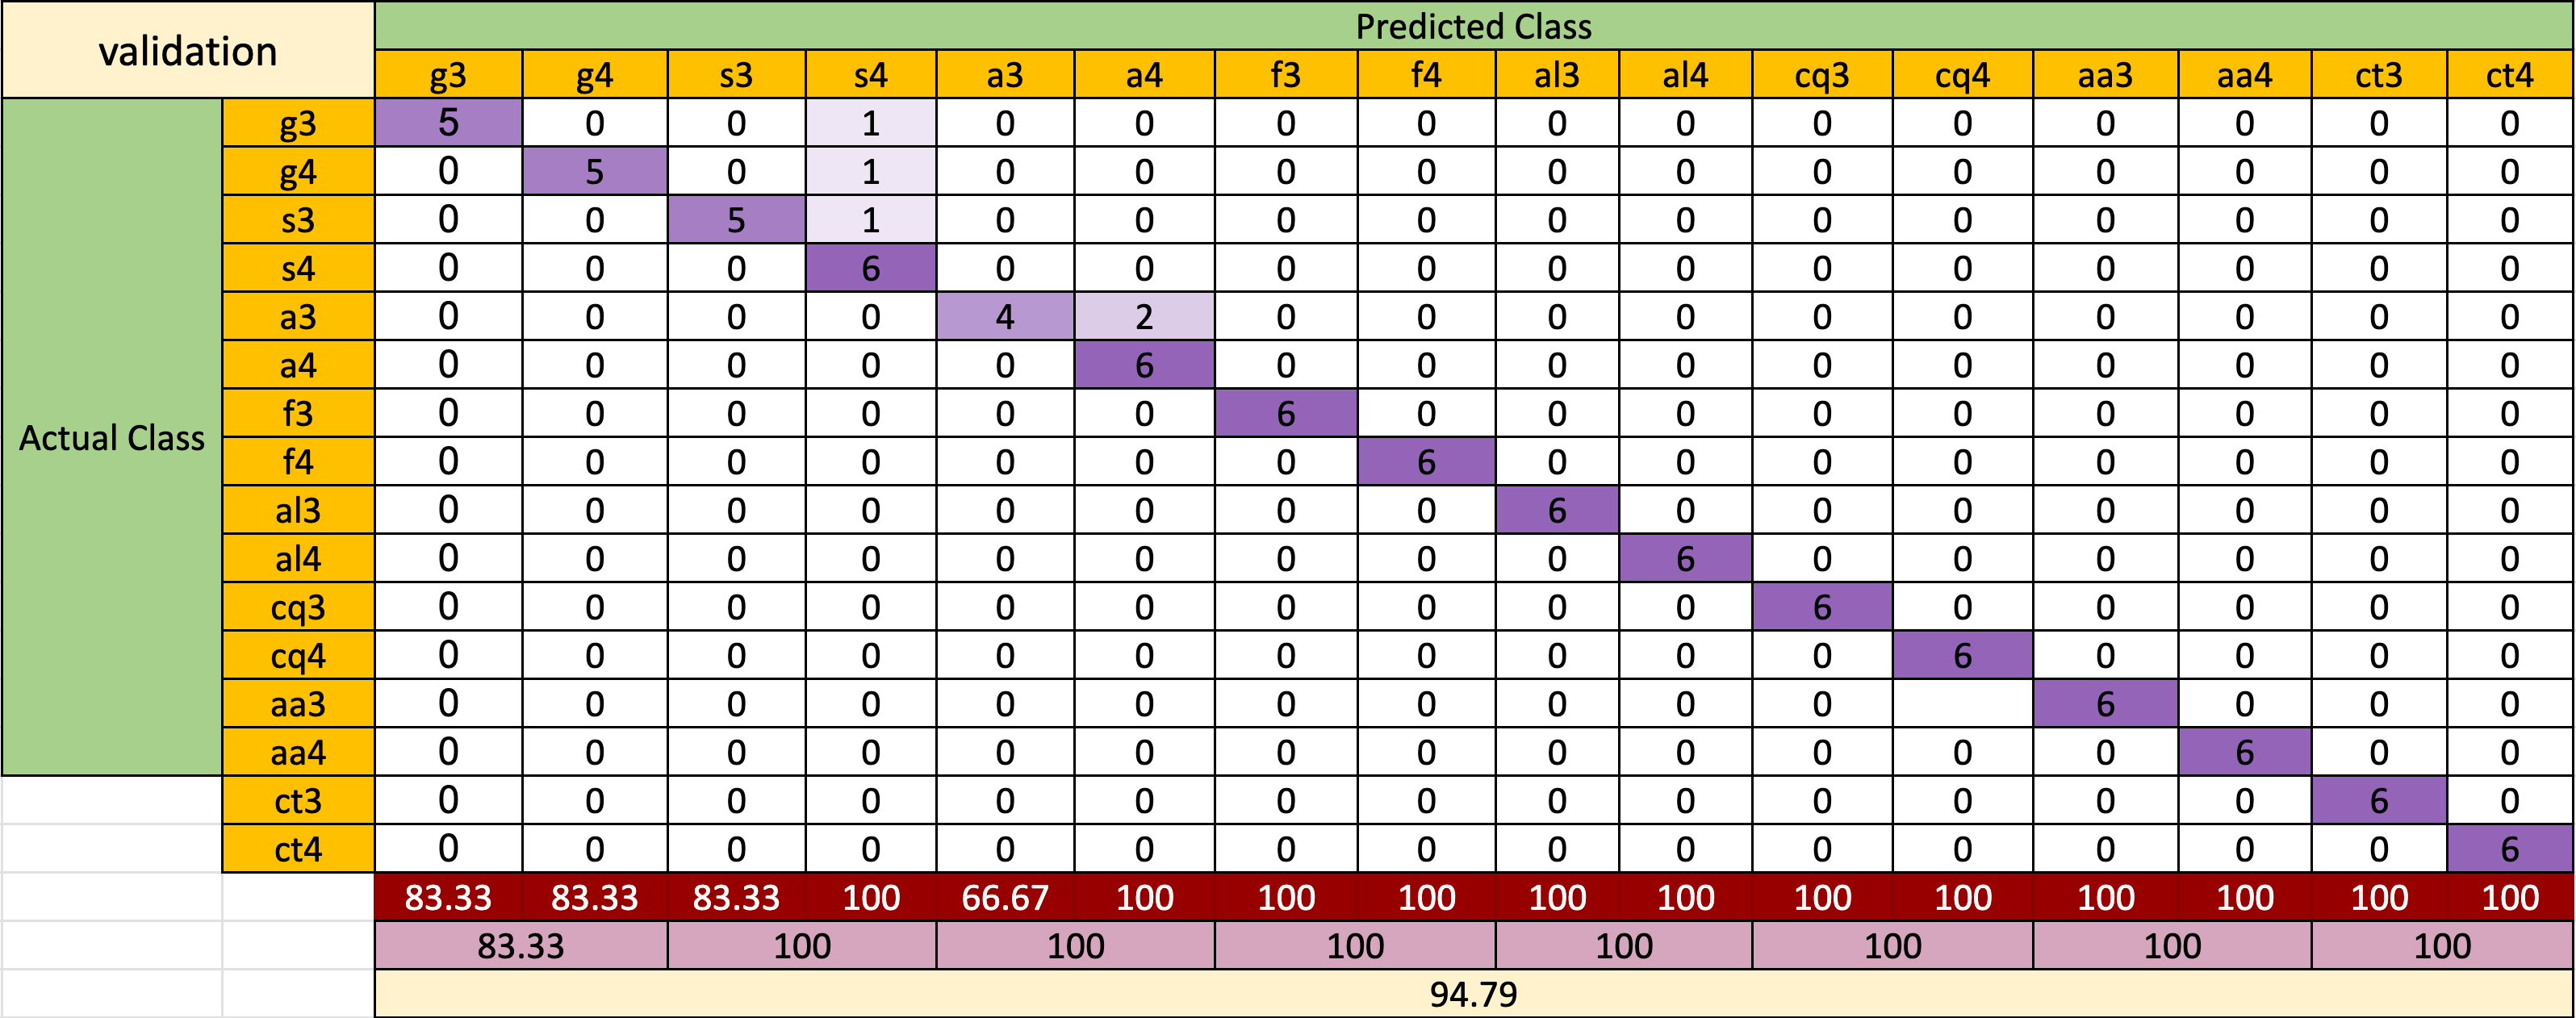 validation Predicted Class
g3 g4 s3 s4 a3 a4 f3 f4 al3 al4 cq3 cq4 aa3 aa4 ct3 ct4
Actual Class
g3 5 0 0 1 0 0 0 0 0 0 0 0 0 0 0 0
g4 0 5 0 1 0 0 0 0 0 0 0 0 0 0 0 0
s3 0 0 5 1 0 0 0 0 0 0 0 0 0 0 0 0
s4 0 0 0 6 0 0 0 0 0 0 0 0 0 0 0 0
a3 0 0 0 0 4 2 0 0 0 0 0 0 0 0 0 0
a4 0 0 0 0 0 6 0 0 0 0 0 0 0 0 0 0
f3 0 0 0 0 0 0 6 0 0 0 0 0 0 0 0 0
f4 0 0 0 0 0 0 0 6 0 0 0 0 0 0 0 0
al3 0 0 0 0 0 0 0 0 6 0 0 0 0 0 0 0
al4 0 0 0 0 0 0 0 0 0 6 0 0 0 0 0 0
cq3 0 0 0 0 0 0 0 0 0 0 6 0 0 0 0 0
cq4 0 0 0 0 0 0 0 0 0 0 0 6 0 0 0 0
aa3 0 0 0 0 0 0 0 0 0 0 0 6 0 0 0
aa4 0 0 0 0 0 0 0 0 0 0 0 0 0 6 0 0
ct3 0 0 0 0 0 0 0 0 0 0 0 0 0 0 6 0
ct4 0 0 0 0 0 0 0 0 0 0 0 0 0 0 0 6
83.33 83.33 83.33 100 66.67 100 100 100 100 100 100 100 100 100 100 100
83.33 100 100 100 100 100 100 100
94.79